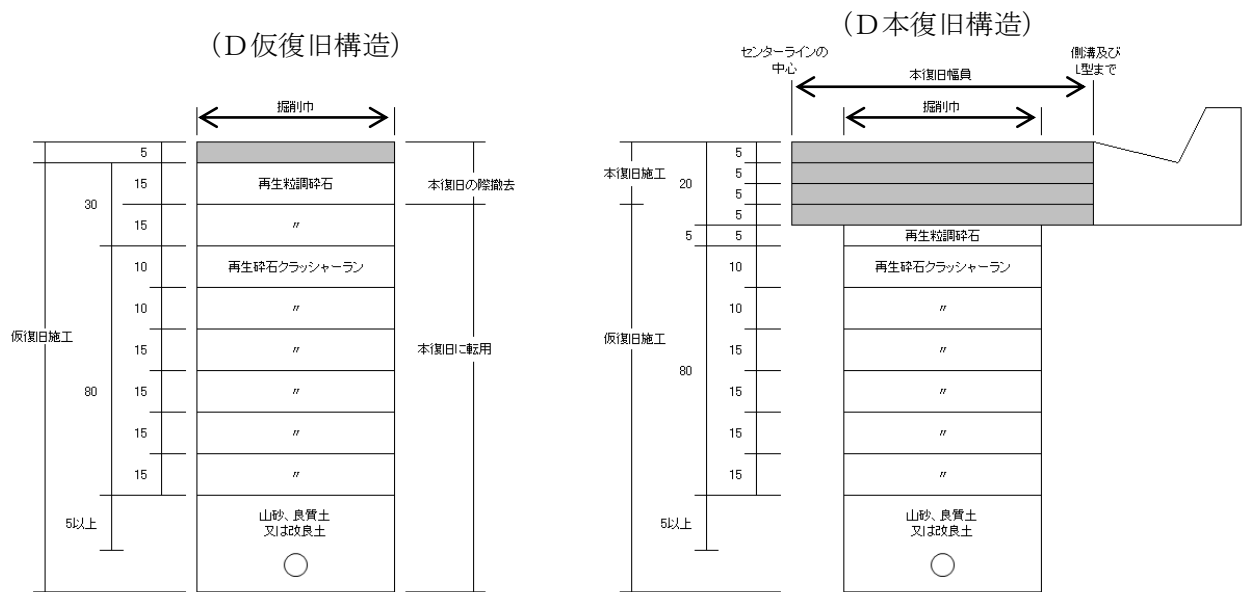 (D仮復旧構造)
掘削巾
5
15
再生粒調砕石
本復旧の際撤去
30
15
〃
10
再生砕石クラッシャーラン
10
〃
仮復旧施工
15
〃
本復旧に転用
80
15
〃
15
〃
15
〃
5以上
山砂、良質土
又は改良土
(D本復旧構造)
センターラインの
中心
本復旧幅員
側溝及び
L型まで
掘削巾
5
本復旧施工
5
20
5
5
5
5
再生粒調砕石
10
再生砕石クラッシャーラン
10
〃
仮復旧施工
15
〃
80
15
〃
15
〃
15
〃
5以上
山砂、良質土
又は改良土